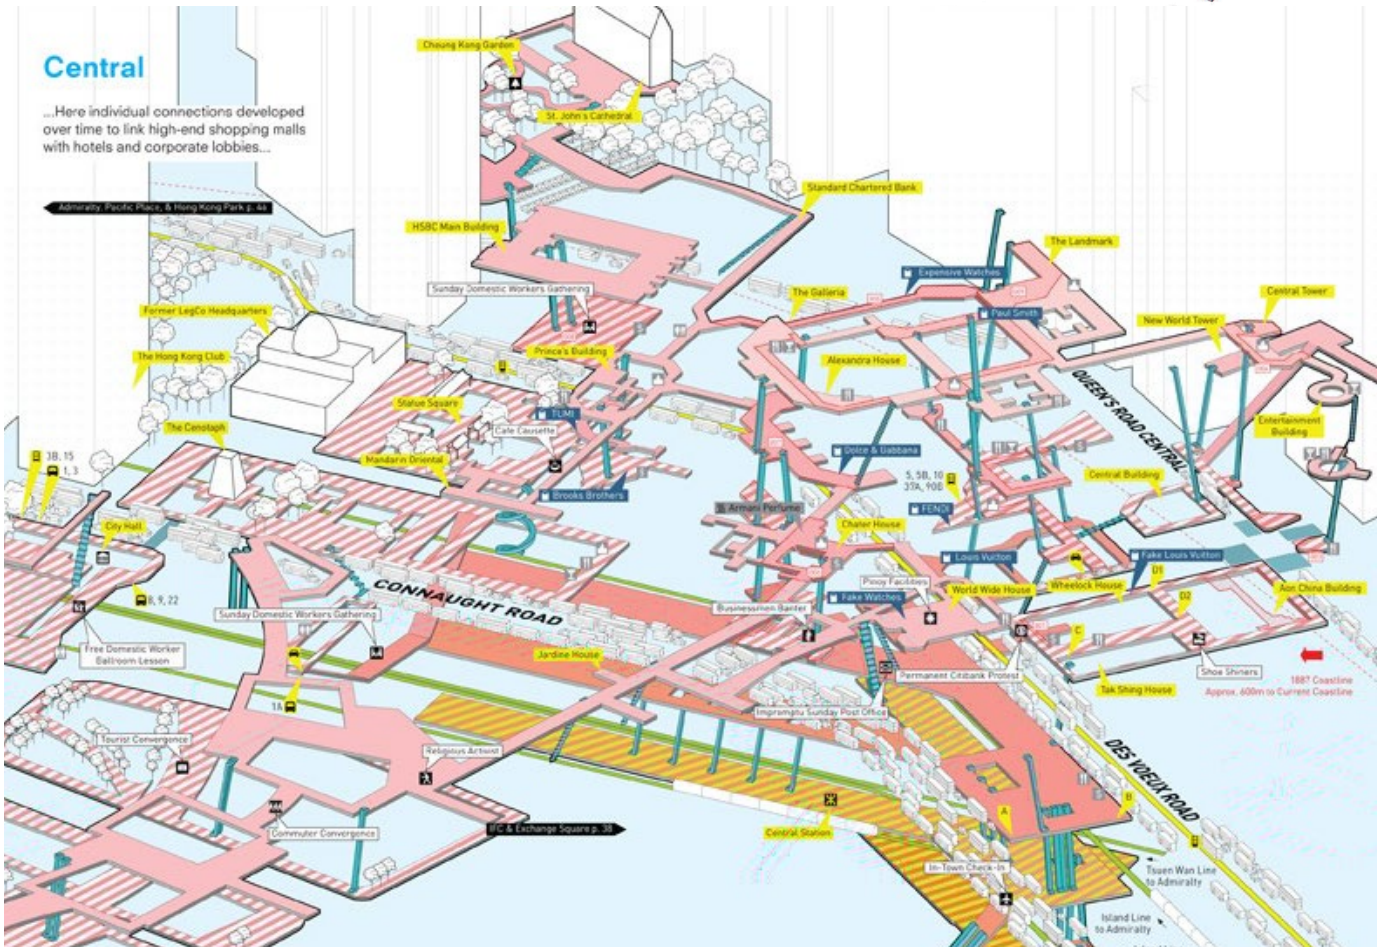 Central
...Here individual connections developed
over time to link high-end shopping malls
with hotels and corporate lobbies...
Admiralty, Pacific Place, & Hong Kong Park p. 46
Cheung Kong Garden
St. John's Cathedral
Standard Chartered Bank
HSBC Main Building
The Landmark
Expensive Watches
Sunday Domestic Workers Gathering
The Galleria
Central Tower
Former LegCo Headquarters
Paul Smith
New World Tower
The Hong Kong Club
Prince's Building
Alexandra House
QUEEN'S ROAD CENTRAL
Statue Square
TUMI
Entertainment
Building
The Cenotaph
Cafe Causette
3B, 15
1, 3
Mandarin Oriental
Dolce & Gabbana
5, 5B, 10
37A, 90B
Central Building
Brooks Brothers
Armani Perfume
FENDI
City Hall
Chater House
Louis Vuitton
Fake Louis Vuitton
D1
CONNAUGHT ROAD
Pinoy Facilities
World Wide House
Wheelock House
Aon China Building
8, 9, 22
Fake Watches
D2
Sunday Domestic Workers Gathering
Businessmen Banter
C
Free Domestic Worker
Ballroom Lesson
Jardine House
Permanent Citibank Protest
Shoe Shiners
1887 Coastline
Approx. 600m to Current Coastline
Tak Shing House
1A
Impromptu Sunday Post Office
Tourist Convergence
Religious Activist
DES VOEUX ROAD
A
B
Commuter Convergence
IFC & Exchange Square p. 38
Central Station
In-Town Check-In
Tsuen Wan Line
to Admiralty
Island Line
to Admiralty